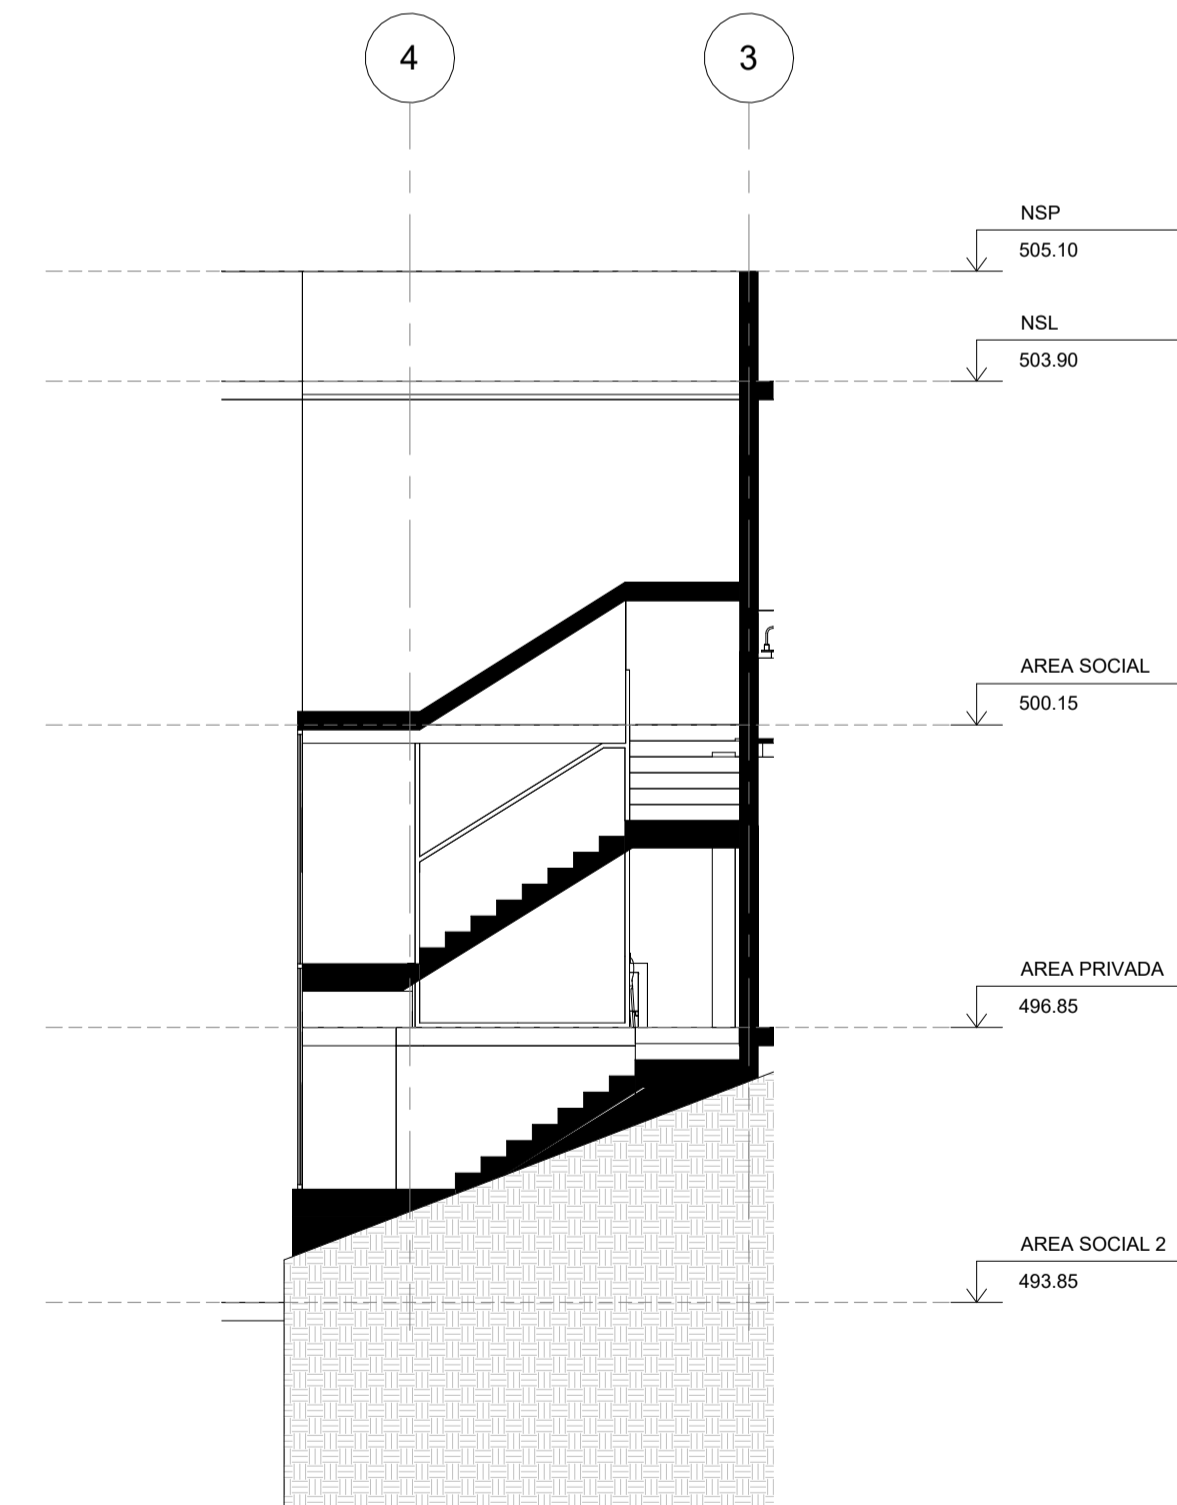 4
3
NSP
505.10
NSL
503.90
AREA SOCIAL
500.15
AREA PRIVADA
496.85
AREA SOCIAL 2
493.85